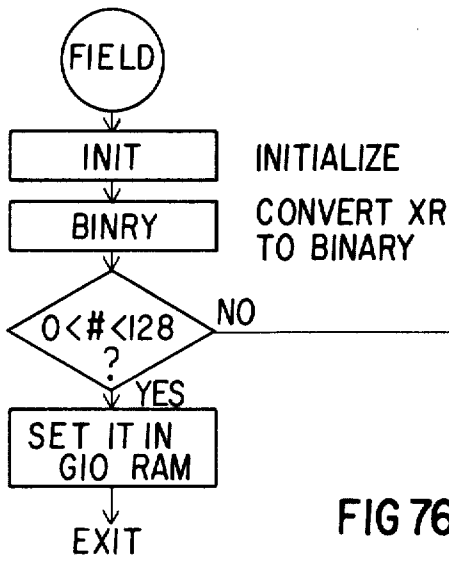 FIELD
INIT
INITIALIZE
BINRY
CONVERT XR
TO BINARY
0<#<128
?
NO
YES
SET IT IN
GIO RAM
EXIT
FIG 76